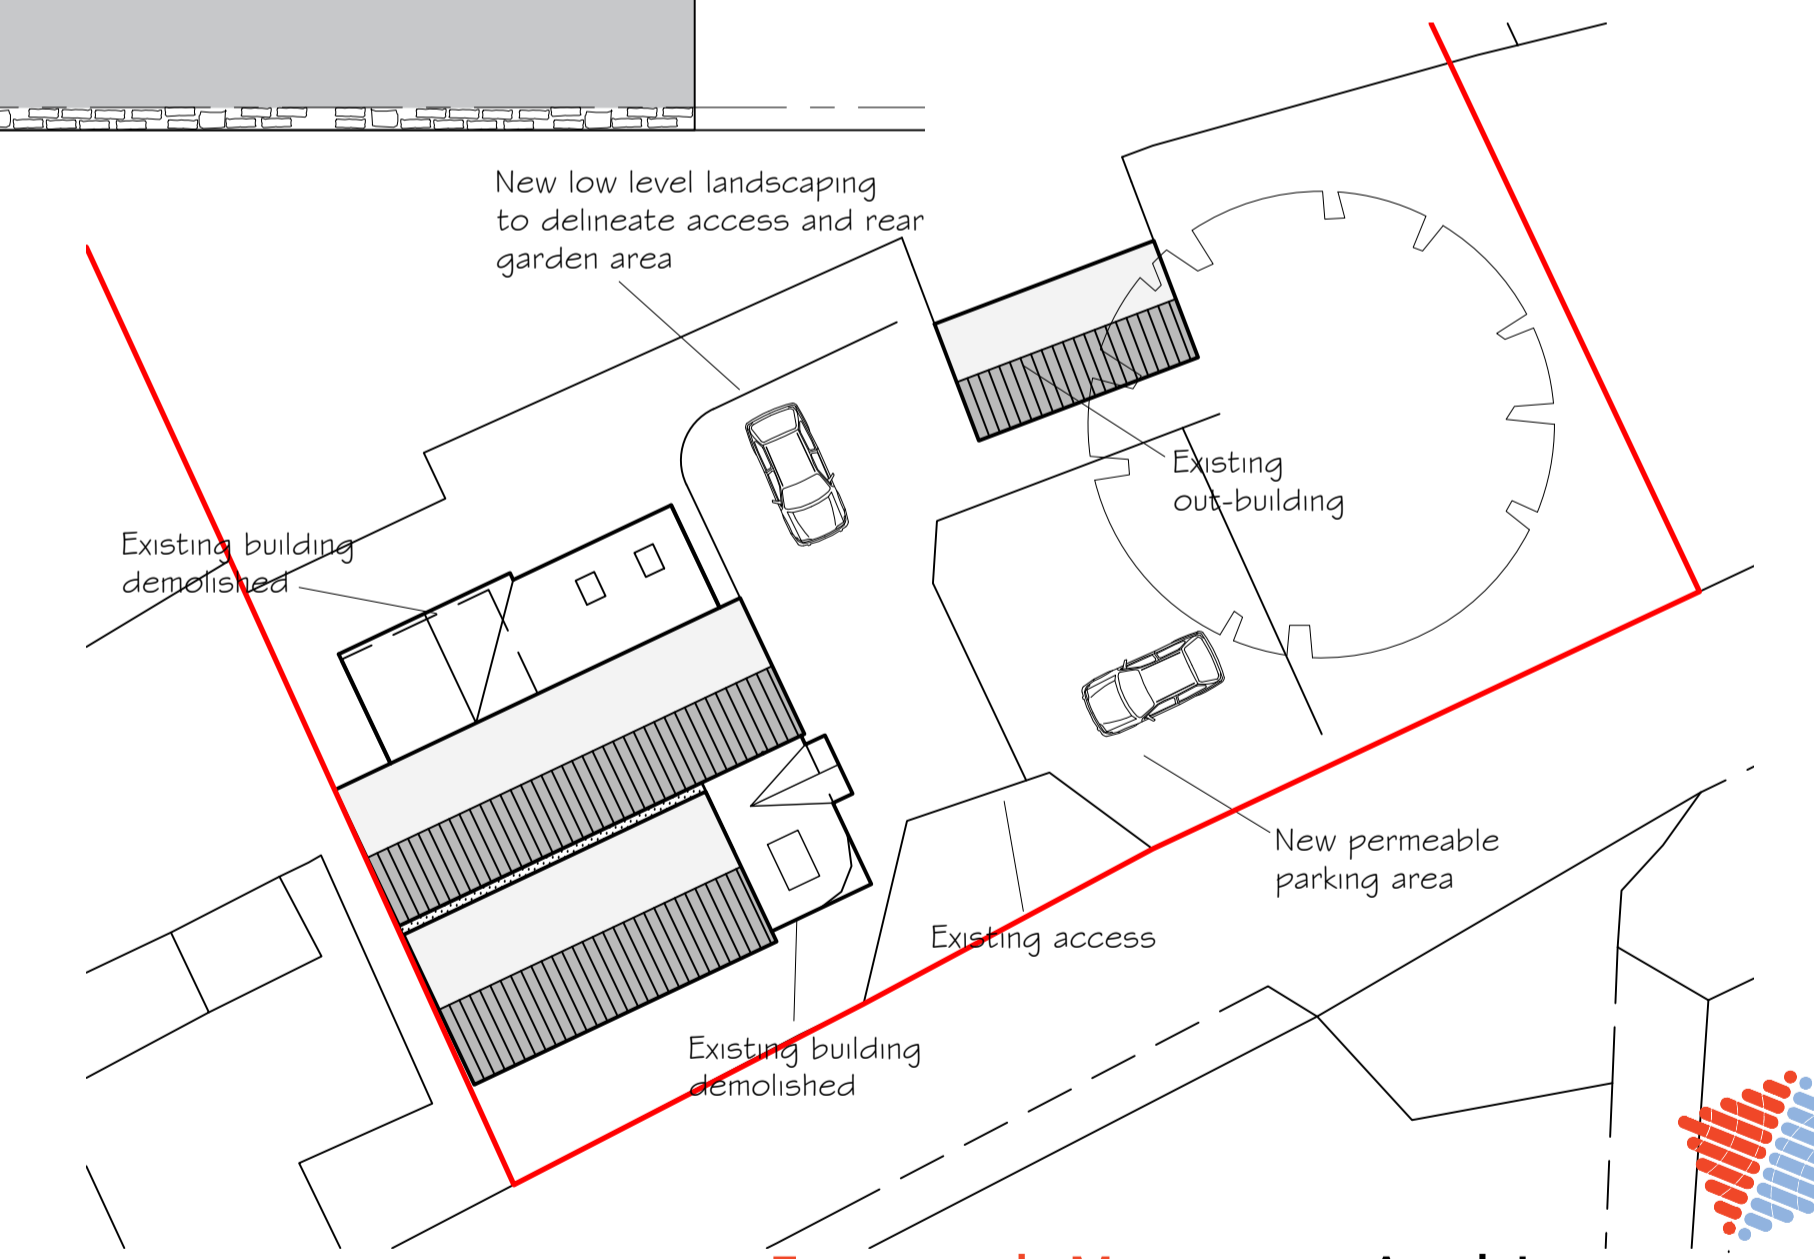 New low level landscaping
to delineate access and rear
garden area
Existing
out-building
Existing building
demolished
New permeable
parking area
Existing access
Existing building
demolished